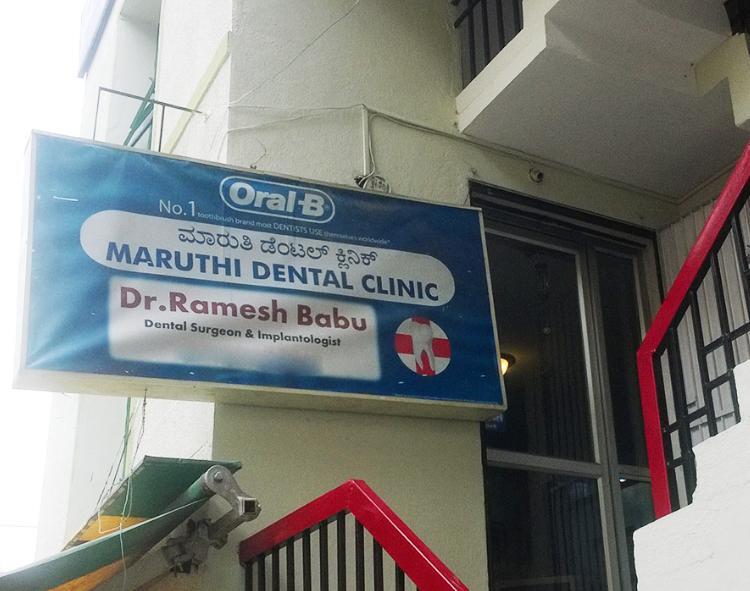 Oral-B
No.1 toothbrush brand most DENTISTS USE themselves worldwide*
ಮಾರುತಿ ಡೆಂಟಲ್ ಕ್ಲಿನಿಕ್
MARUTHI DENTAL CLINIC
Dr.Ramesh Babu
Dental Surgeon & Implantologist